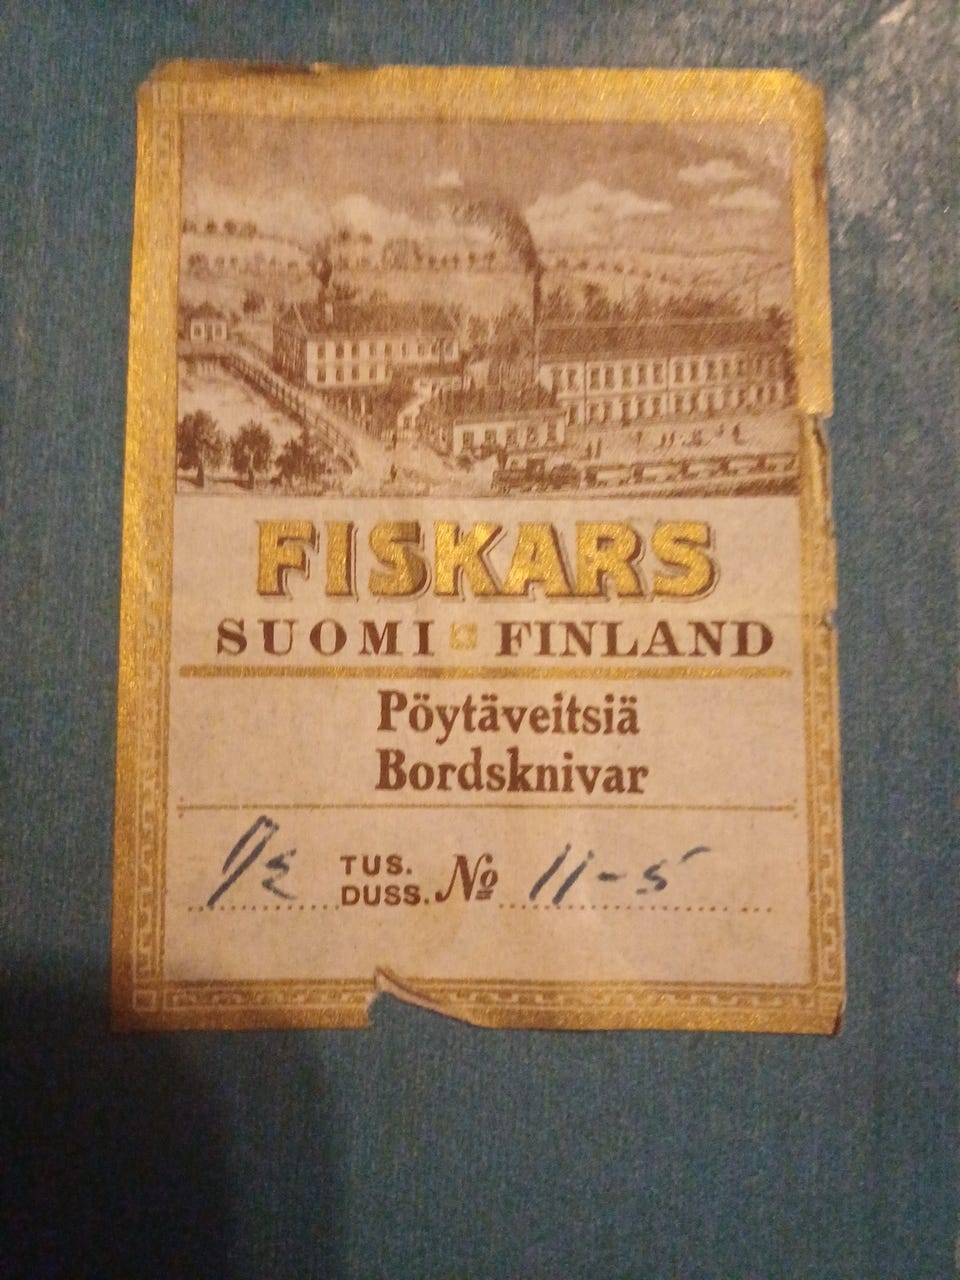 FISKARS
SUOMI FINLAND
Pöytäveitsiä
Bordsknivar
1/2 TUS. DUSS. No 11-5